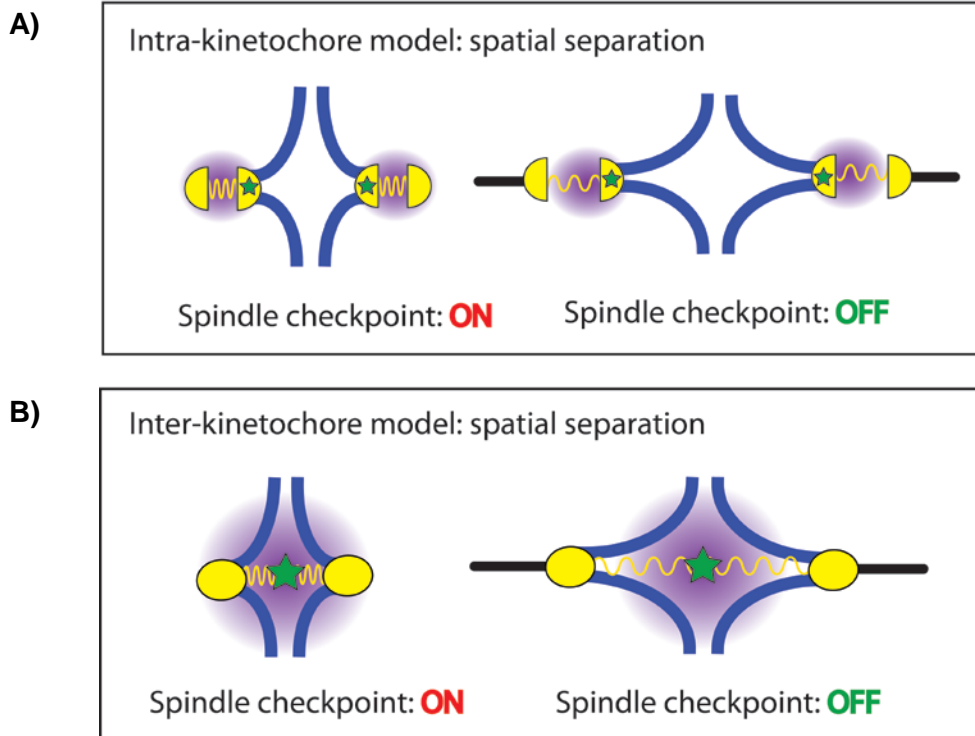 A)
Intra-kinetochore model: spatial separation
Spindle checkpoint: ON
Spindle checkpoint: OFF
B)
Inter-kinetochore model: spatial separation
Spindle checkpoint: ON
Spindle checkpoint: OFF